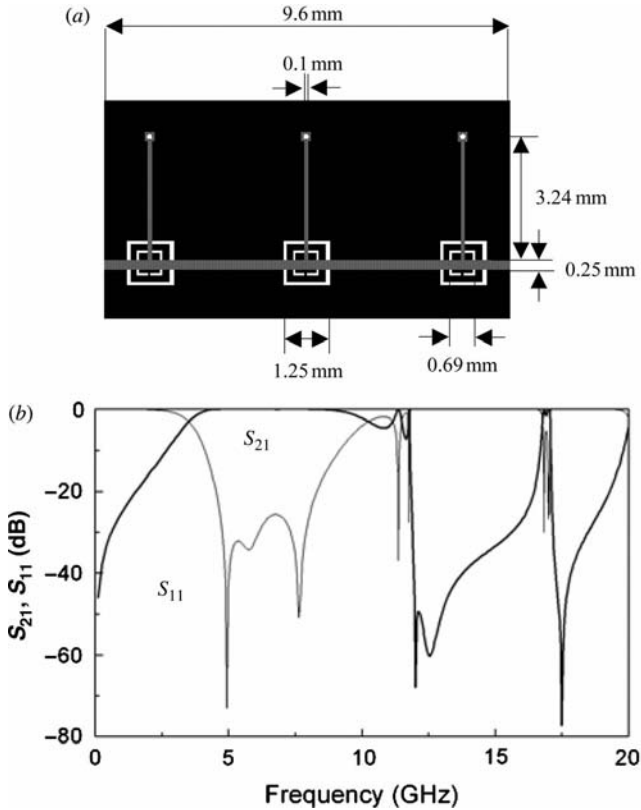 (a)
9.6 mm
0.1 mm
3.24 mm
0.25 mm
1.25 mm
0.69 mm
(b)
0
−20
−40
−60
−80
S21, S11 (dB)
S21
S11
0
5
10
15
20
Frequency (GHz)